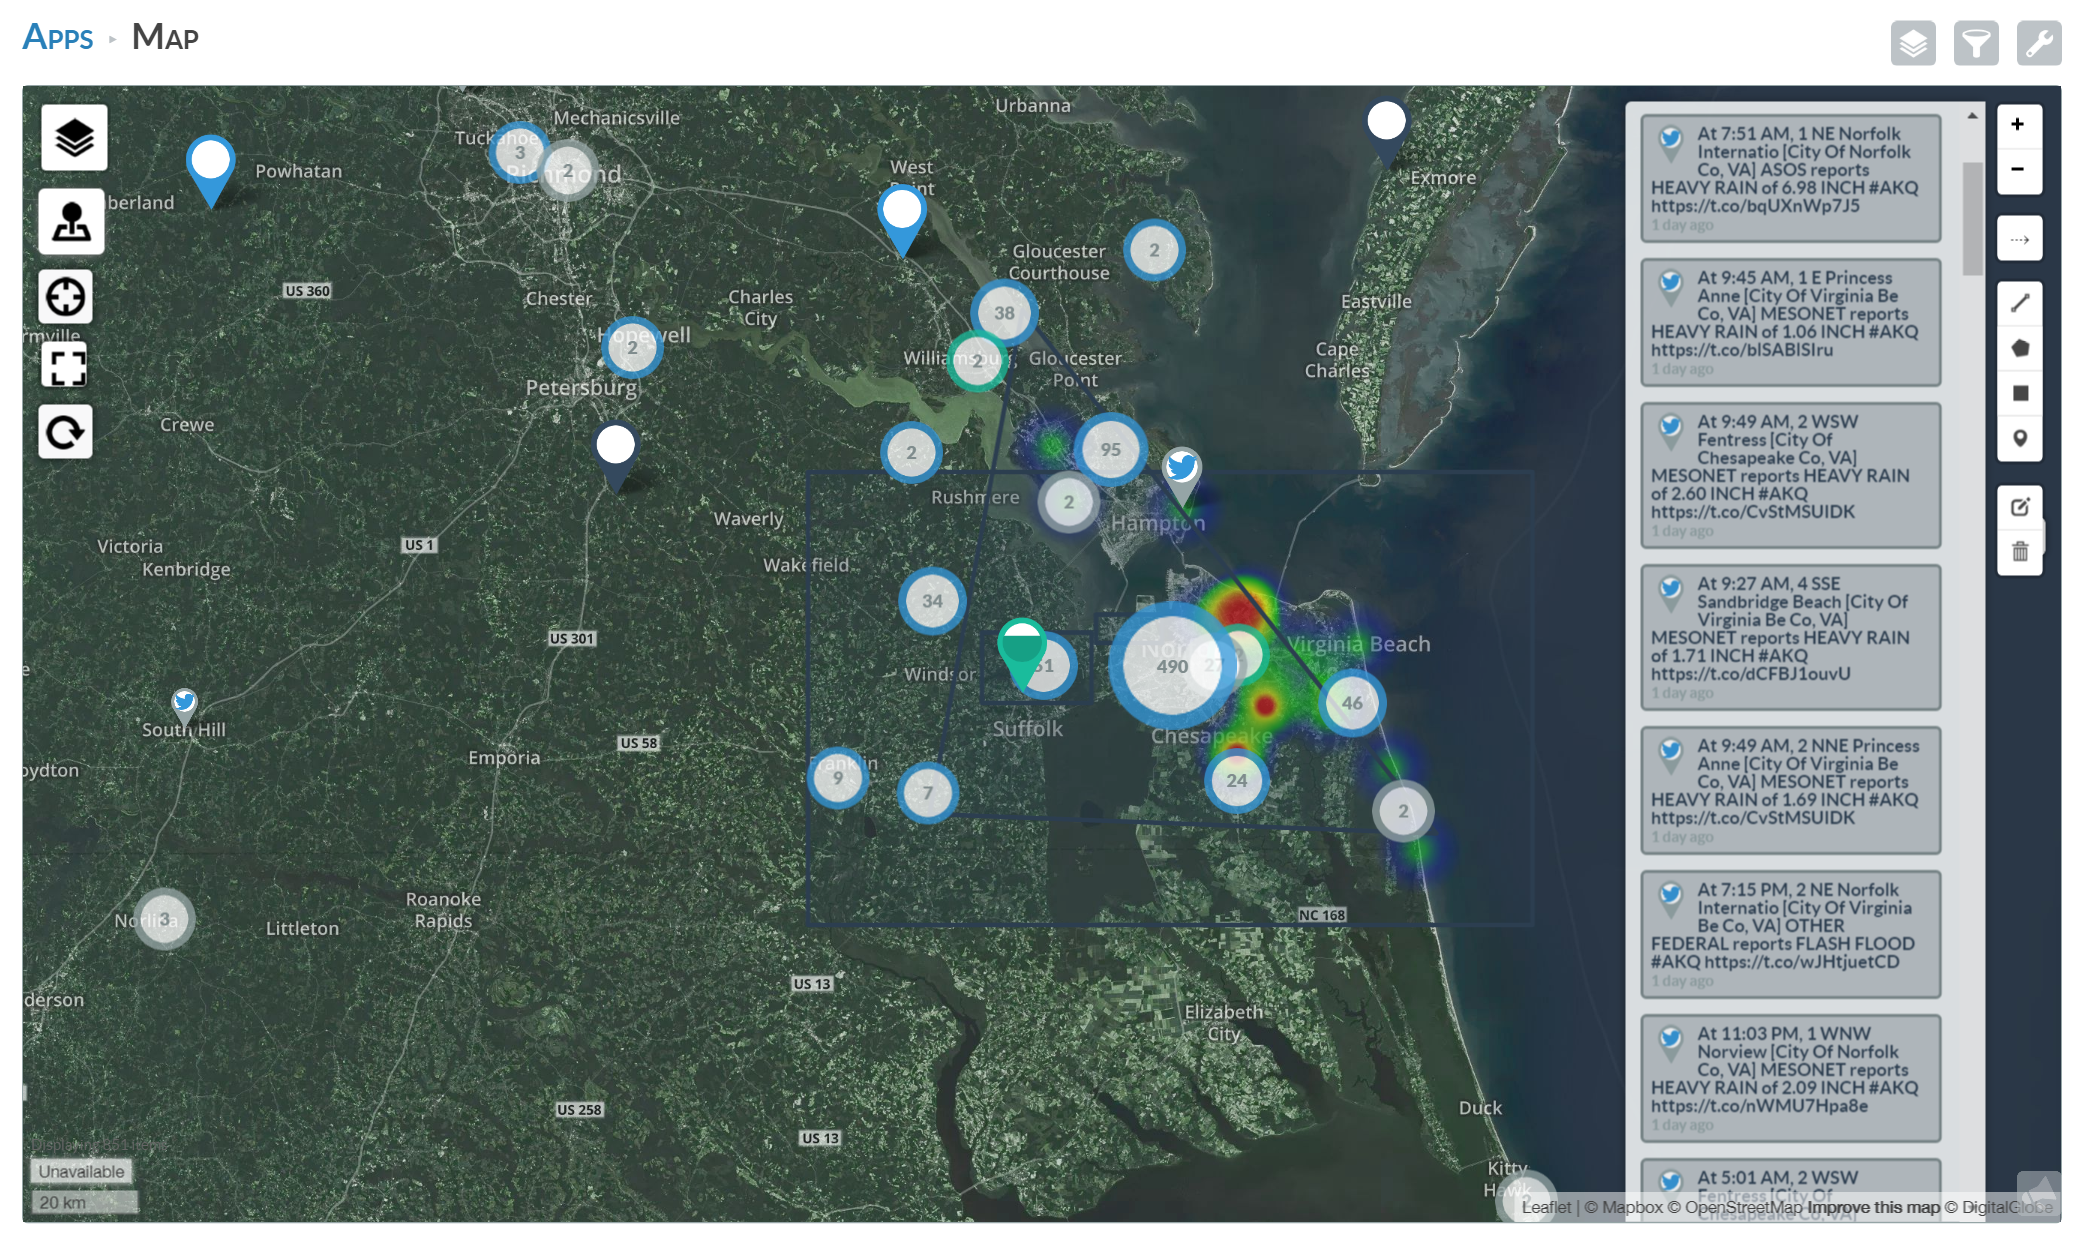 Apps ▸ Map
Urbanna
Mechanicsville
Tuckahoe
3
2
Richmond
West
Point
Powhatan
berland
Exmore
2
Gloucester
Courthouse
US 360
Chester
Charles
City
Eastville
38
rmville
Hopewell
2
Williamsburg
2
Gloucester
Point
Cape
Charles
Petersburg
Crewe
2
95
Rushmere
2
Hampton
Waverly
US 1
Victoria
Kenbridge
Wakefield
34
US 301
Virginia Beach
490
27
Windsor
South Hill
Suffolk
46
Chesapeake
US 58
Emporia
oydton
Franklin
9
7
24
2
Roanoke
Rapids
Norlina
3
Littleton
NC 168
derson
US 13
Elizabeth
City
US 258
US 13
Duck
Kitty
Hawk
Unavailable
20 km
At 7:51 AM, 1 NE Norfolk
Internatio [City Of Norfolk
Co, VA] ASOS reports
HEAVY RAIN of 6.98 INCH #AKQ
https://t.co/bqUXnWp7J5
1 day ago
At 9:45 AM, 1 E Princess
Anne [City Of Virginia Be
Co, VA] MESONET reports
HEAVY RAIN of 1.06 INCH #AKQ
https://t.co/blSABlSIru
1 day ago
At 9:49 AM, 2 WSW
Fentress [City Of
Chesapeake Co, VA]
MESONET reports HEAVY RAIN
of 2.60 INCH #AKQ
https://t.co/CvStMSUIDK
1 day ago
At 9:27 AM, 4 SSE
Sandbridge Beach [City Of
Virginia Be Co, VA]
MESONET reports HEAVY RAIN
of 1.71 INCH #AKQ
https://t.co/dCFBJ1ouvU
1 day ago
At 9:49 AM, 2 NNE Princess
Anne [City Of Virginia Be
Co, VA] MESONET reports
HEAVY RAIN of 1.69 INCH #AKQ
https://t.co/CvStMSUIDK
1 day ago
At 7:15 PM, 2 NE Norfolk
Internatio [City Of Virginia
Be Co, VA] OTHER
FEDERAL reports FLASH FLOOD
#AKQ https://t.co/wJHtjuetCD
1 day ago
At 11:03 PM, 1 WNW
Norview [City Of Norfolk
Co, VA] MESONET reports
HEAVY RAIN of 2.09 INCH #AKQ
https://t.co/nWMU7Hpa8e
1 day ago
At 5:01 AM, 2 WSW
Fentress [City Of
Chesapeake Co, VA]
Leaflet | © Mapbox © OpenStreetMap Improve this map © DigitalGlobe